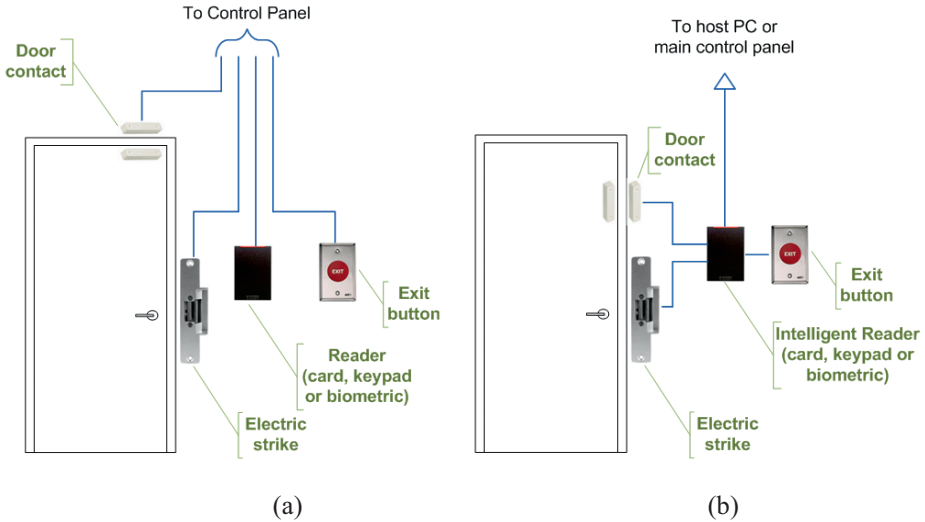 To Control Panel
Door
contact
EXIT
Exit
button
Reader
(card, keypad
or biometric)
Electric
strike
(a)
To host PC or
main control panel
Door
contact
EXIT
Exit
button
Intelligent Reader
(card, keypad or
biometric)
Electric
strike
(b)